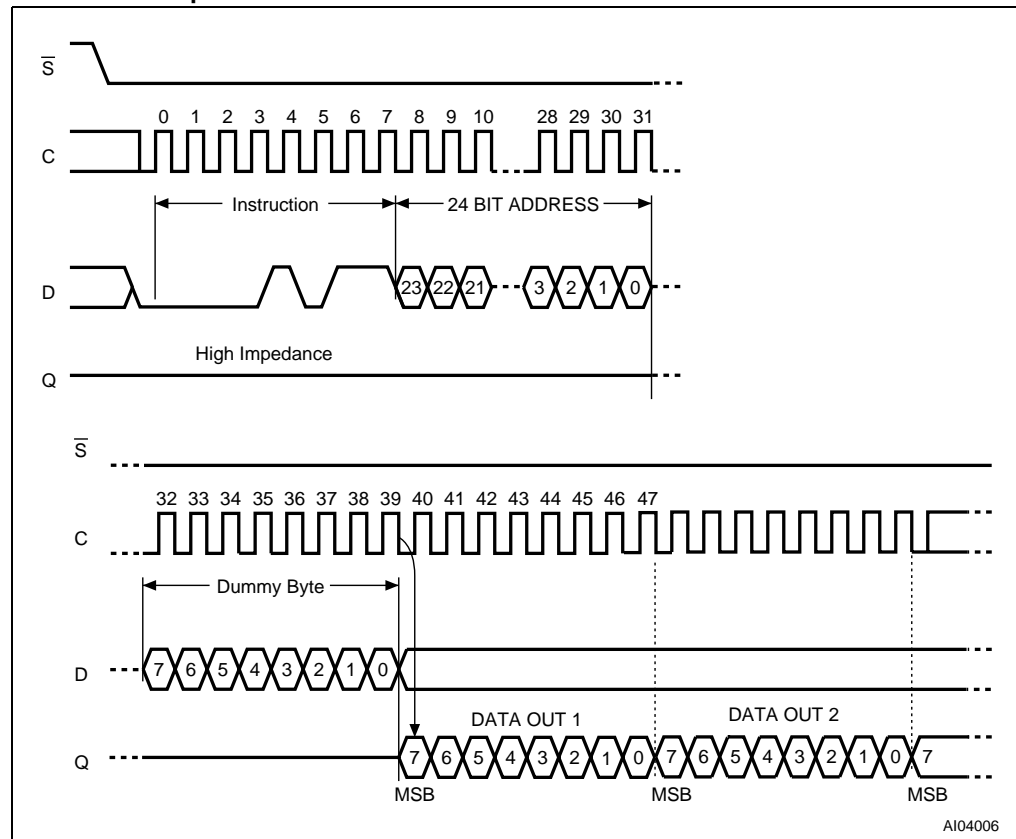 S
0 1 2 3 4 5 6 7 8 9 10 28 29 30 31
C
Instruction 24 BIT ADDRESS
D 23 22 21 3 2 1 0
High Impedance
Q
S
32 33 34 35 36 37 38 39 40 41 42 43 44 45 46 47
C
Dummy Byte
D 7 6 5 4 3 2 1 0
DATA OUT 1 DATA OUT 2
Q 7 6 5 4 3 2 1 0 7 6 5 4 3 2 1 0 7
MSB MSB MSB
AI04006